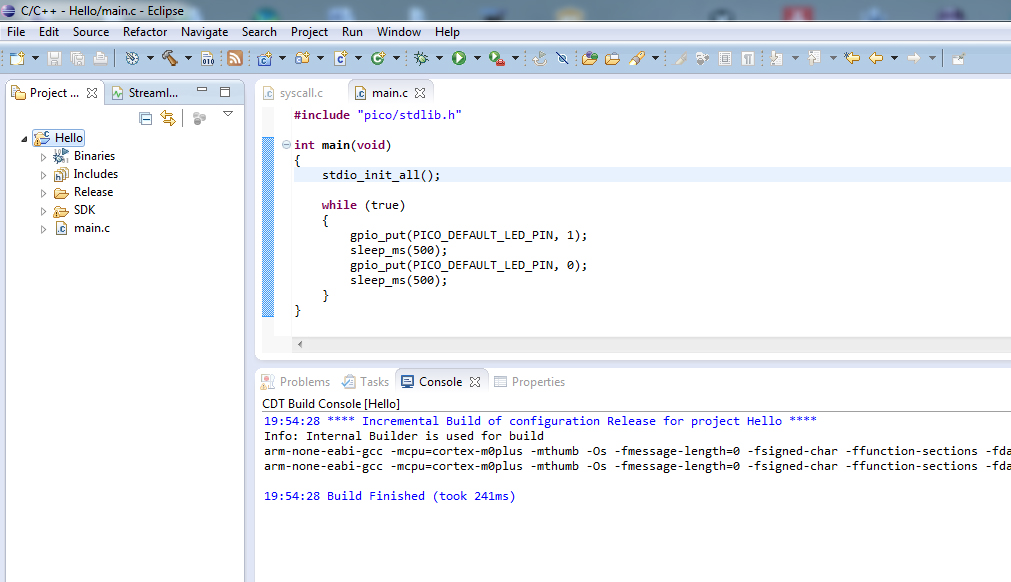 C/C++ - Hello/main.c - Eclipse
File Edit Source Refactor Navigate Search Project Run Window Help
010
Project ... Streaml...
Hello
Binaries
Includes
Release
SDK
main.c
syscall.c main.c
#include "pico/stdlib.h"
int main(void)
{
stdio_init_all();
while (true)
{
gpio_put(PICO_DEFAULT_LED_PIN, 1);
sleep_ms(500);
gpio_put(PICO_DEFAULT_LED_PIN, 0);
sleep_ms(500);
}
}
Problems Tasks Console Properties
CDT Build Console [Hello]
19:54:28 **** Incremental Build of configuration Release for project Hello ****
Info: Internal Builder is used for build
arm-none-eabi-gcc -mcpu=cortex-m0plus -mthumb -Os -fmessage-length=0 -fsigned-char -ffunction-sections -fda
arm-none-eabi-gcc -mcpu=cortex-m0plus -mthumb -Os -fmessage-length=0 -fsigned-char -ffunction-sections -fda
19:54:28 Build Finished (took 241ms)